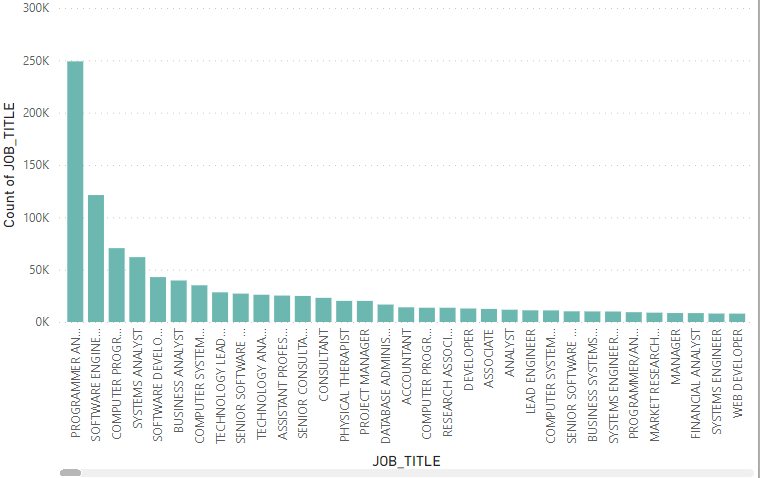 300K
250K
200K
150K
100K
50K
0K
Count of JOB_TITLE
PROGRAMMER AN...
SOFTWARE ENGINE...
COMPUTER PROGR...
SYSTEMS ANALYST
SOFTWARE DEVELO...
BUSINESS ANALYST
COMPUTER SYSTEM...
TECHNOLOGY LEAD ...
SENIOR SOFTWARE ...
TECHNOLOGY ANA...
ASSISTANT PROFES...
SENIOR CONSULTA...
CONSULTANT
PHYSICAL THERAPIST
PROJECT MANAGER
DATABASE ADMINIS...
ACCOUNTANT
COMPUTER PROGR...
RESEARCH ASSOCI...
DEVELOPER
ASSOCIATE
ANALYST
LEAD ENGINEER
COMPUTER SYSTEM...
SENIOR SOFTWARE ...
BUSINESS SYSTEMS...
SYSTEMS ENGINEER...
PROGRAMMER/AN...
MARKET RESEARCH...
MANAGER
FINANCIAL ANALYST
SYSTEMS ENGINEER
WEB DEVELOPER
JOB_TITLE